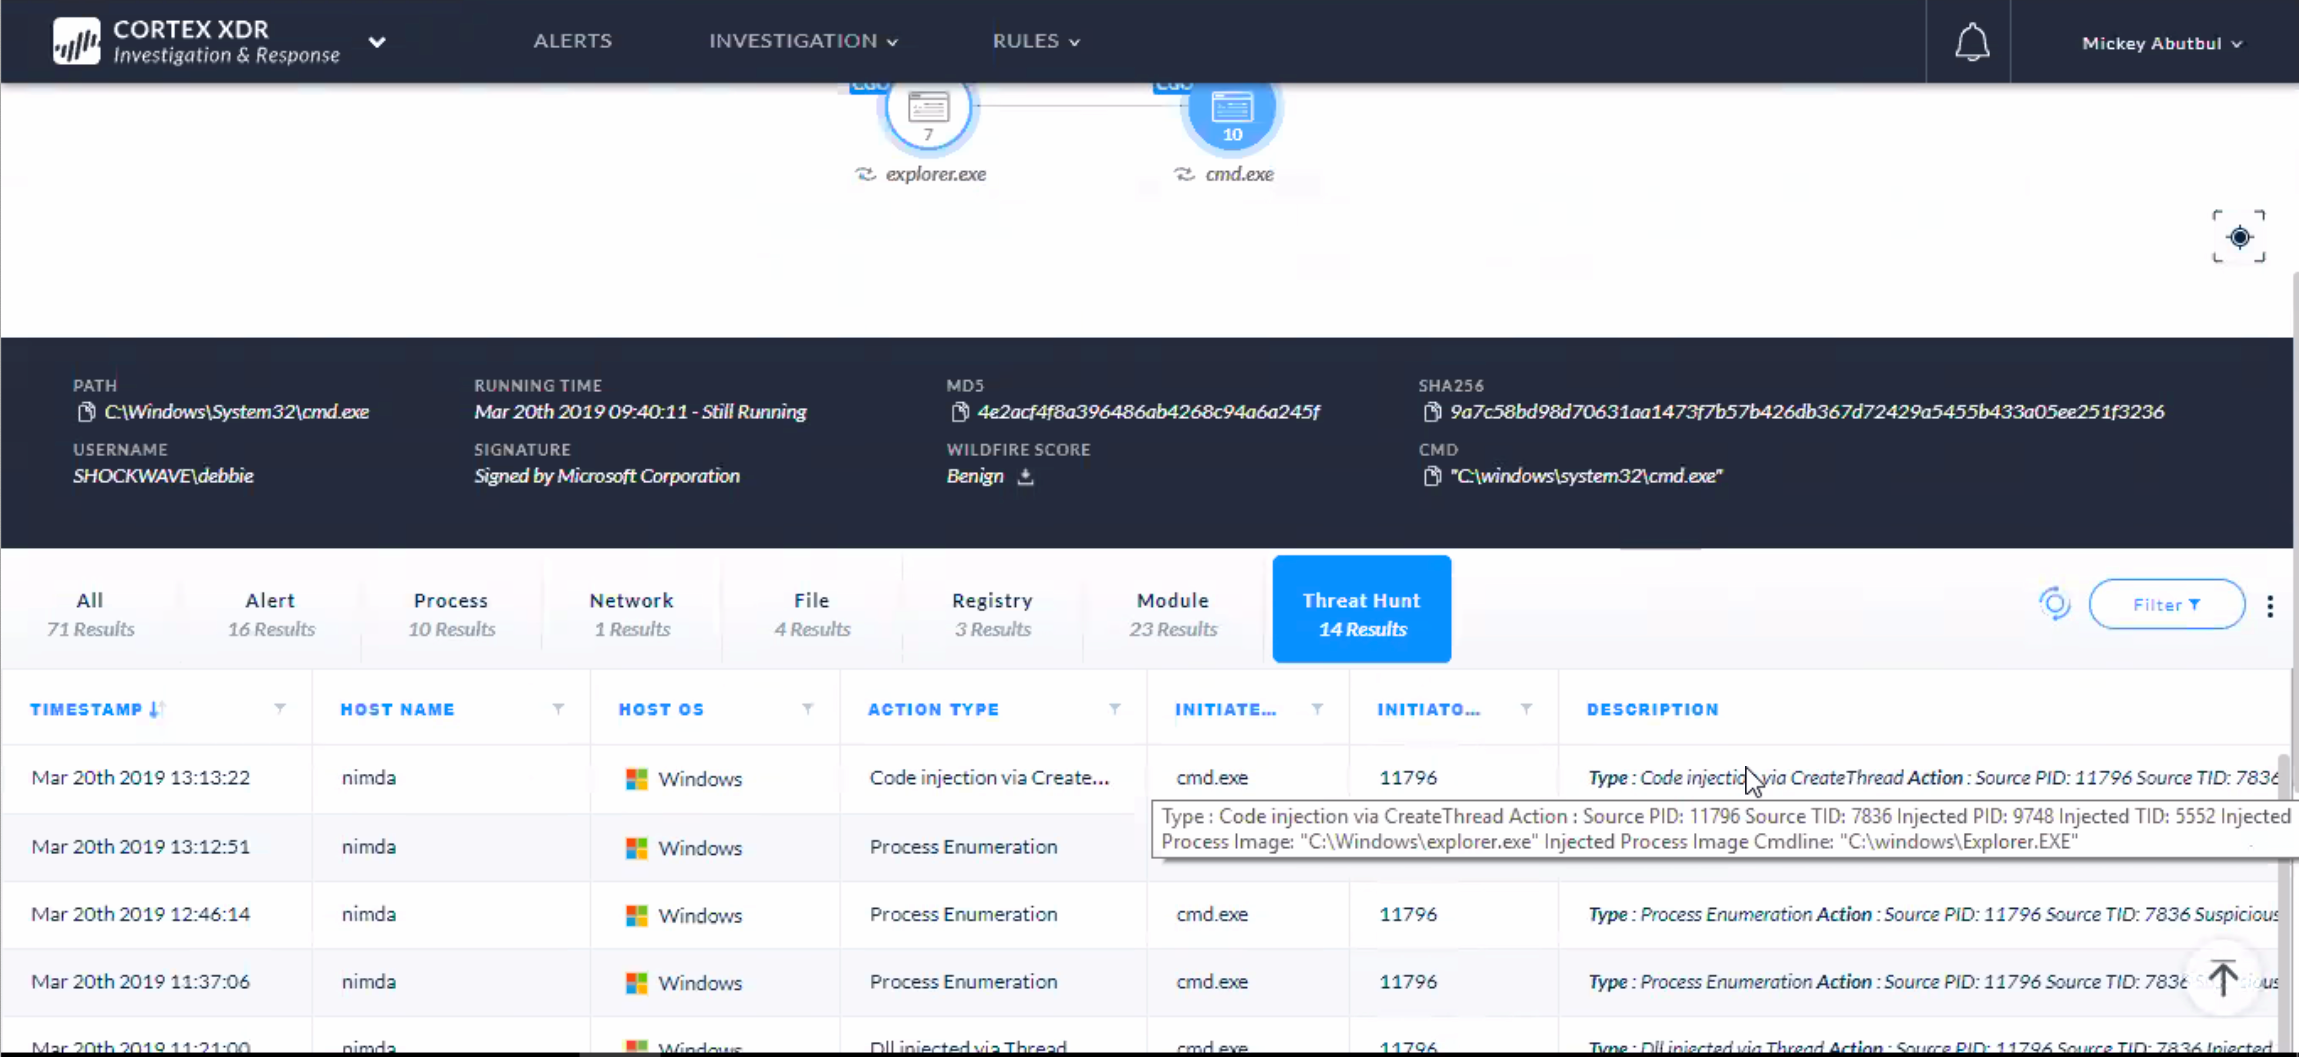 CORTEX XDR
Investigation & Response
ALERTS
INVESTIGATION
RULES
Mickey Abutbul
CGO
CGO
7
10
explorer.exe
cmd.exe
PATH
RUNNING TIME
MD5
SHA256
C:\Windows\System32\cmd.exe
Mar 20th 2019 09:40:11 - Still Running
4e2acf4f8a396486ab4268c94a6a245f
9a7c58bd98d70631aa1473f7b57b426db367d72429a5455b433a05ee251f3236
USERNAME
SIGNATURE
WILDFIRE SCORE
CMD
SHOCKWAVE\debbie
Signed by Microsoft Corporation
Benign
"C:\windows\system32\cmd.exe"
All
Alert
Process
Network
File
Registry
Module
Threat Hunt
71 Results
16 Results
10 Results
1 Results
4 Results
3 Results
23 Results
14 Results
Filter
TIMESTAMP
HOST NAME
HOST OS
ACTION TYPE
INITIATE...
INITIATO...
DESCRIPTION
Mar 20th 2019 13:13:22
nimda
Windows
Code injection via Create...
cmd.exe
11796
Type : Code injection via CreateThread Action : Source PID: 11796 Source TID: 7836
Type : Code injection via CreateThread Action : Source PID: 11796 Source TID: 7836 Injected PID: 9748 Injected TID: 5552 Injected
Process Image: "C:\Windows\explorer.exe" Injected Process Image Cmdline: "C:\windows\Explorer.EXE"
Mar 20th 2019 13:12:51
nimda
Windows
Process Enumeration
Mar 20th 2019 12:46:14
nimda
Windows
Process Enumeration
cmd.exe
11796
Type : Process Enumeration Action : Source PID: 11796 Source TID: 7836 Suspicious
Mar 20th 2019 11:37:06
nimda
Windows
Process Enumeration
cmd.exe
11796
Type : Process Enumeration Action : Source PID: 11796 Source TID: 7836
Mar 20th 2019 11:21:00
nimda
Windows
Dll injected via Thread
cmd.exe
11796
Type : Dll injected via Thread Action : Source PID: 11796 Source TID: 7836 Injected